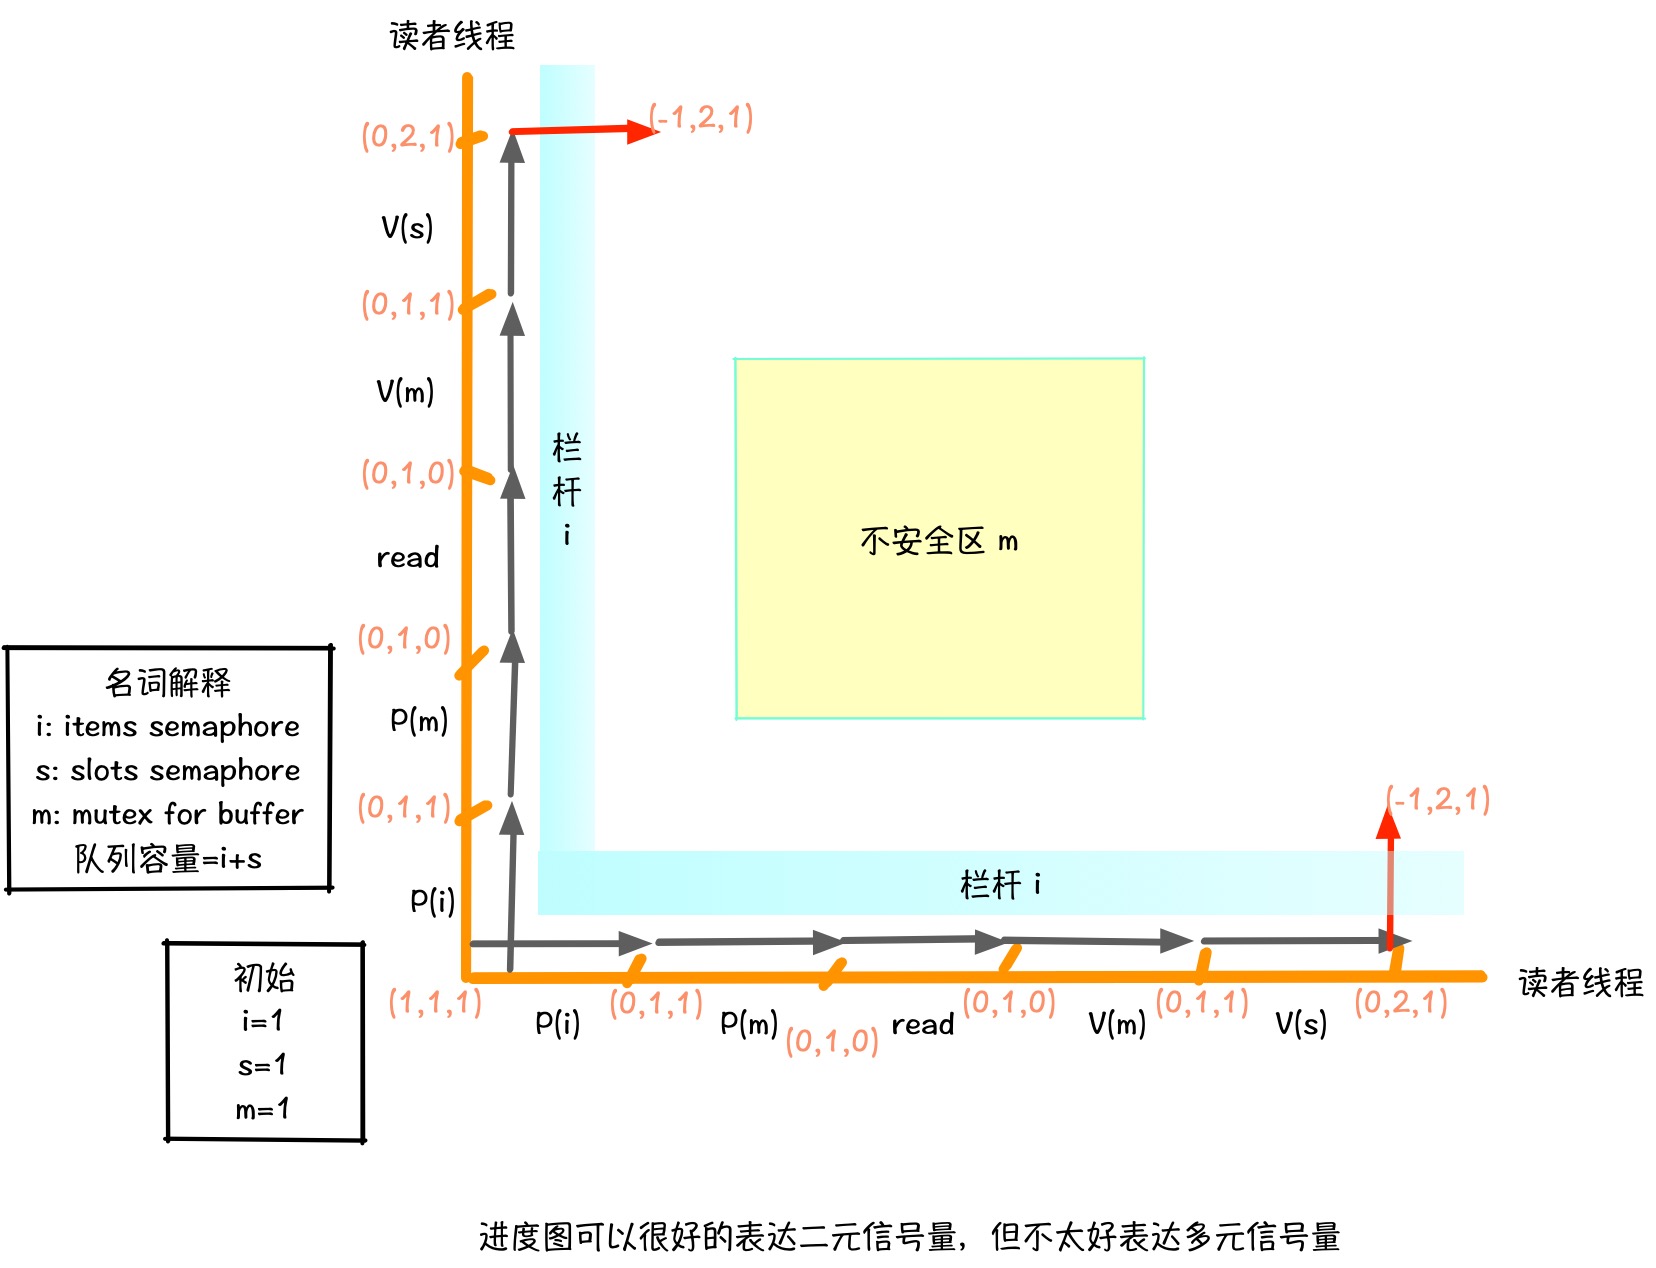 读者线程
(-1,2,1)
(0,2,1)
V(s)
(0,1,1)
V(m)
(0,1,0)
read
(0,1,0)
P(m)
(0,1,1)
P(i)
栏
杆
i
不安全区 m
(-1,2,1)
栏杆 i
名词解释
i: items semaphore
s: slots semaphore
m: mutex for buffer
队列容量=i+s
初始
i=1
s=1
m=1
(1,1,1)
P(i)
(0,1,1)
P(m)
(0,1,0)
read
(0,1,0)
V(m)
(0,1,1)
V(s)
(0,2,1)
读者线程
进度图可以很好的表达二元信号量，但不太好表达多元信号量